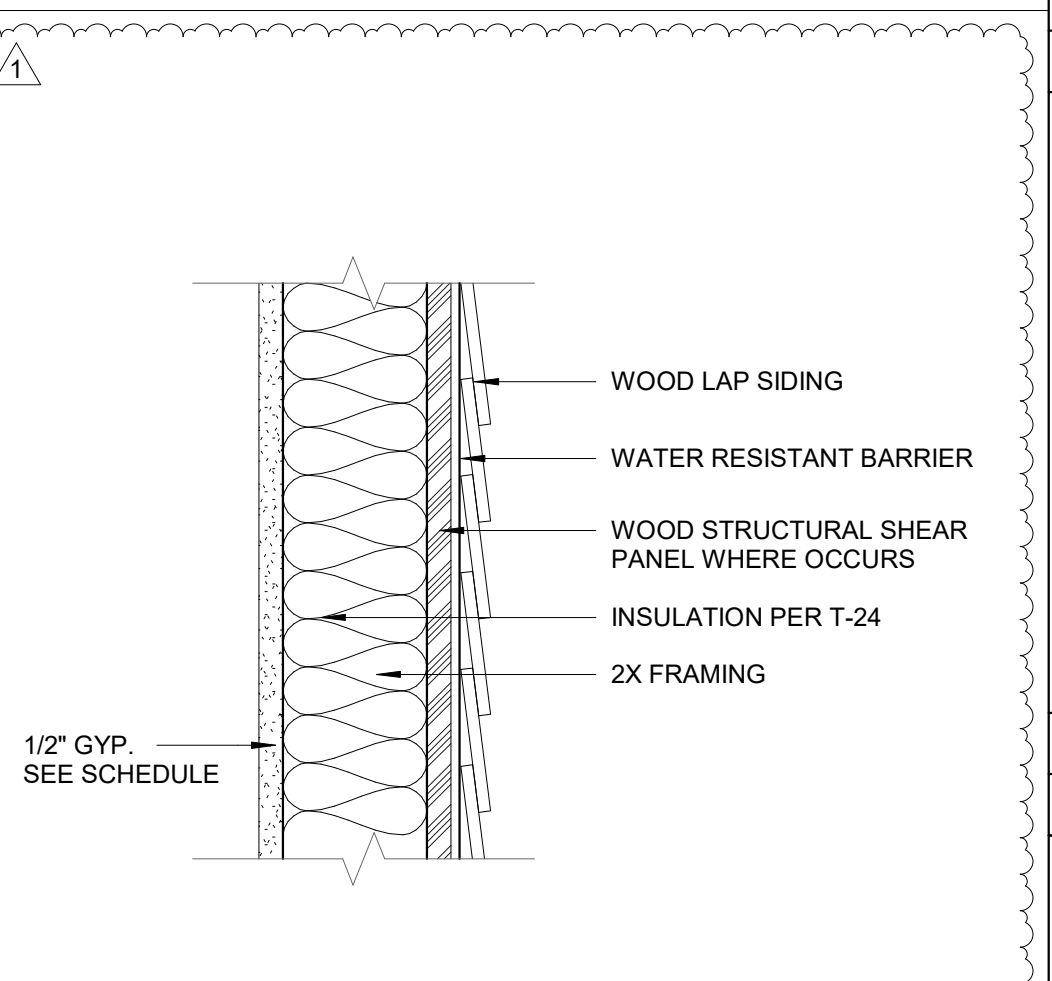 1
WOOD LAP SIDING
WATER RESISTANT BARRIER
WOOD STRUCTURAL SHEAR
PANEL WHERE OCCURS
INSULATION PER T-24
2X FRAMING
1/2" GYP.
SEE SCHEDULE